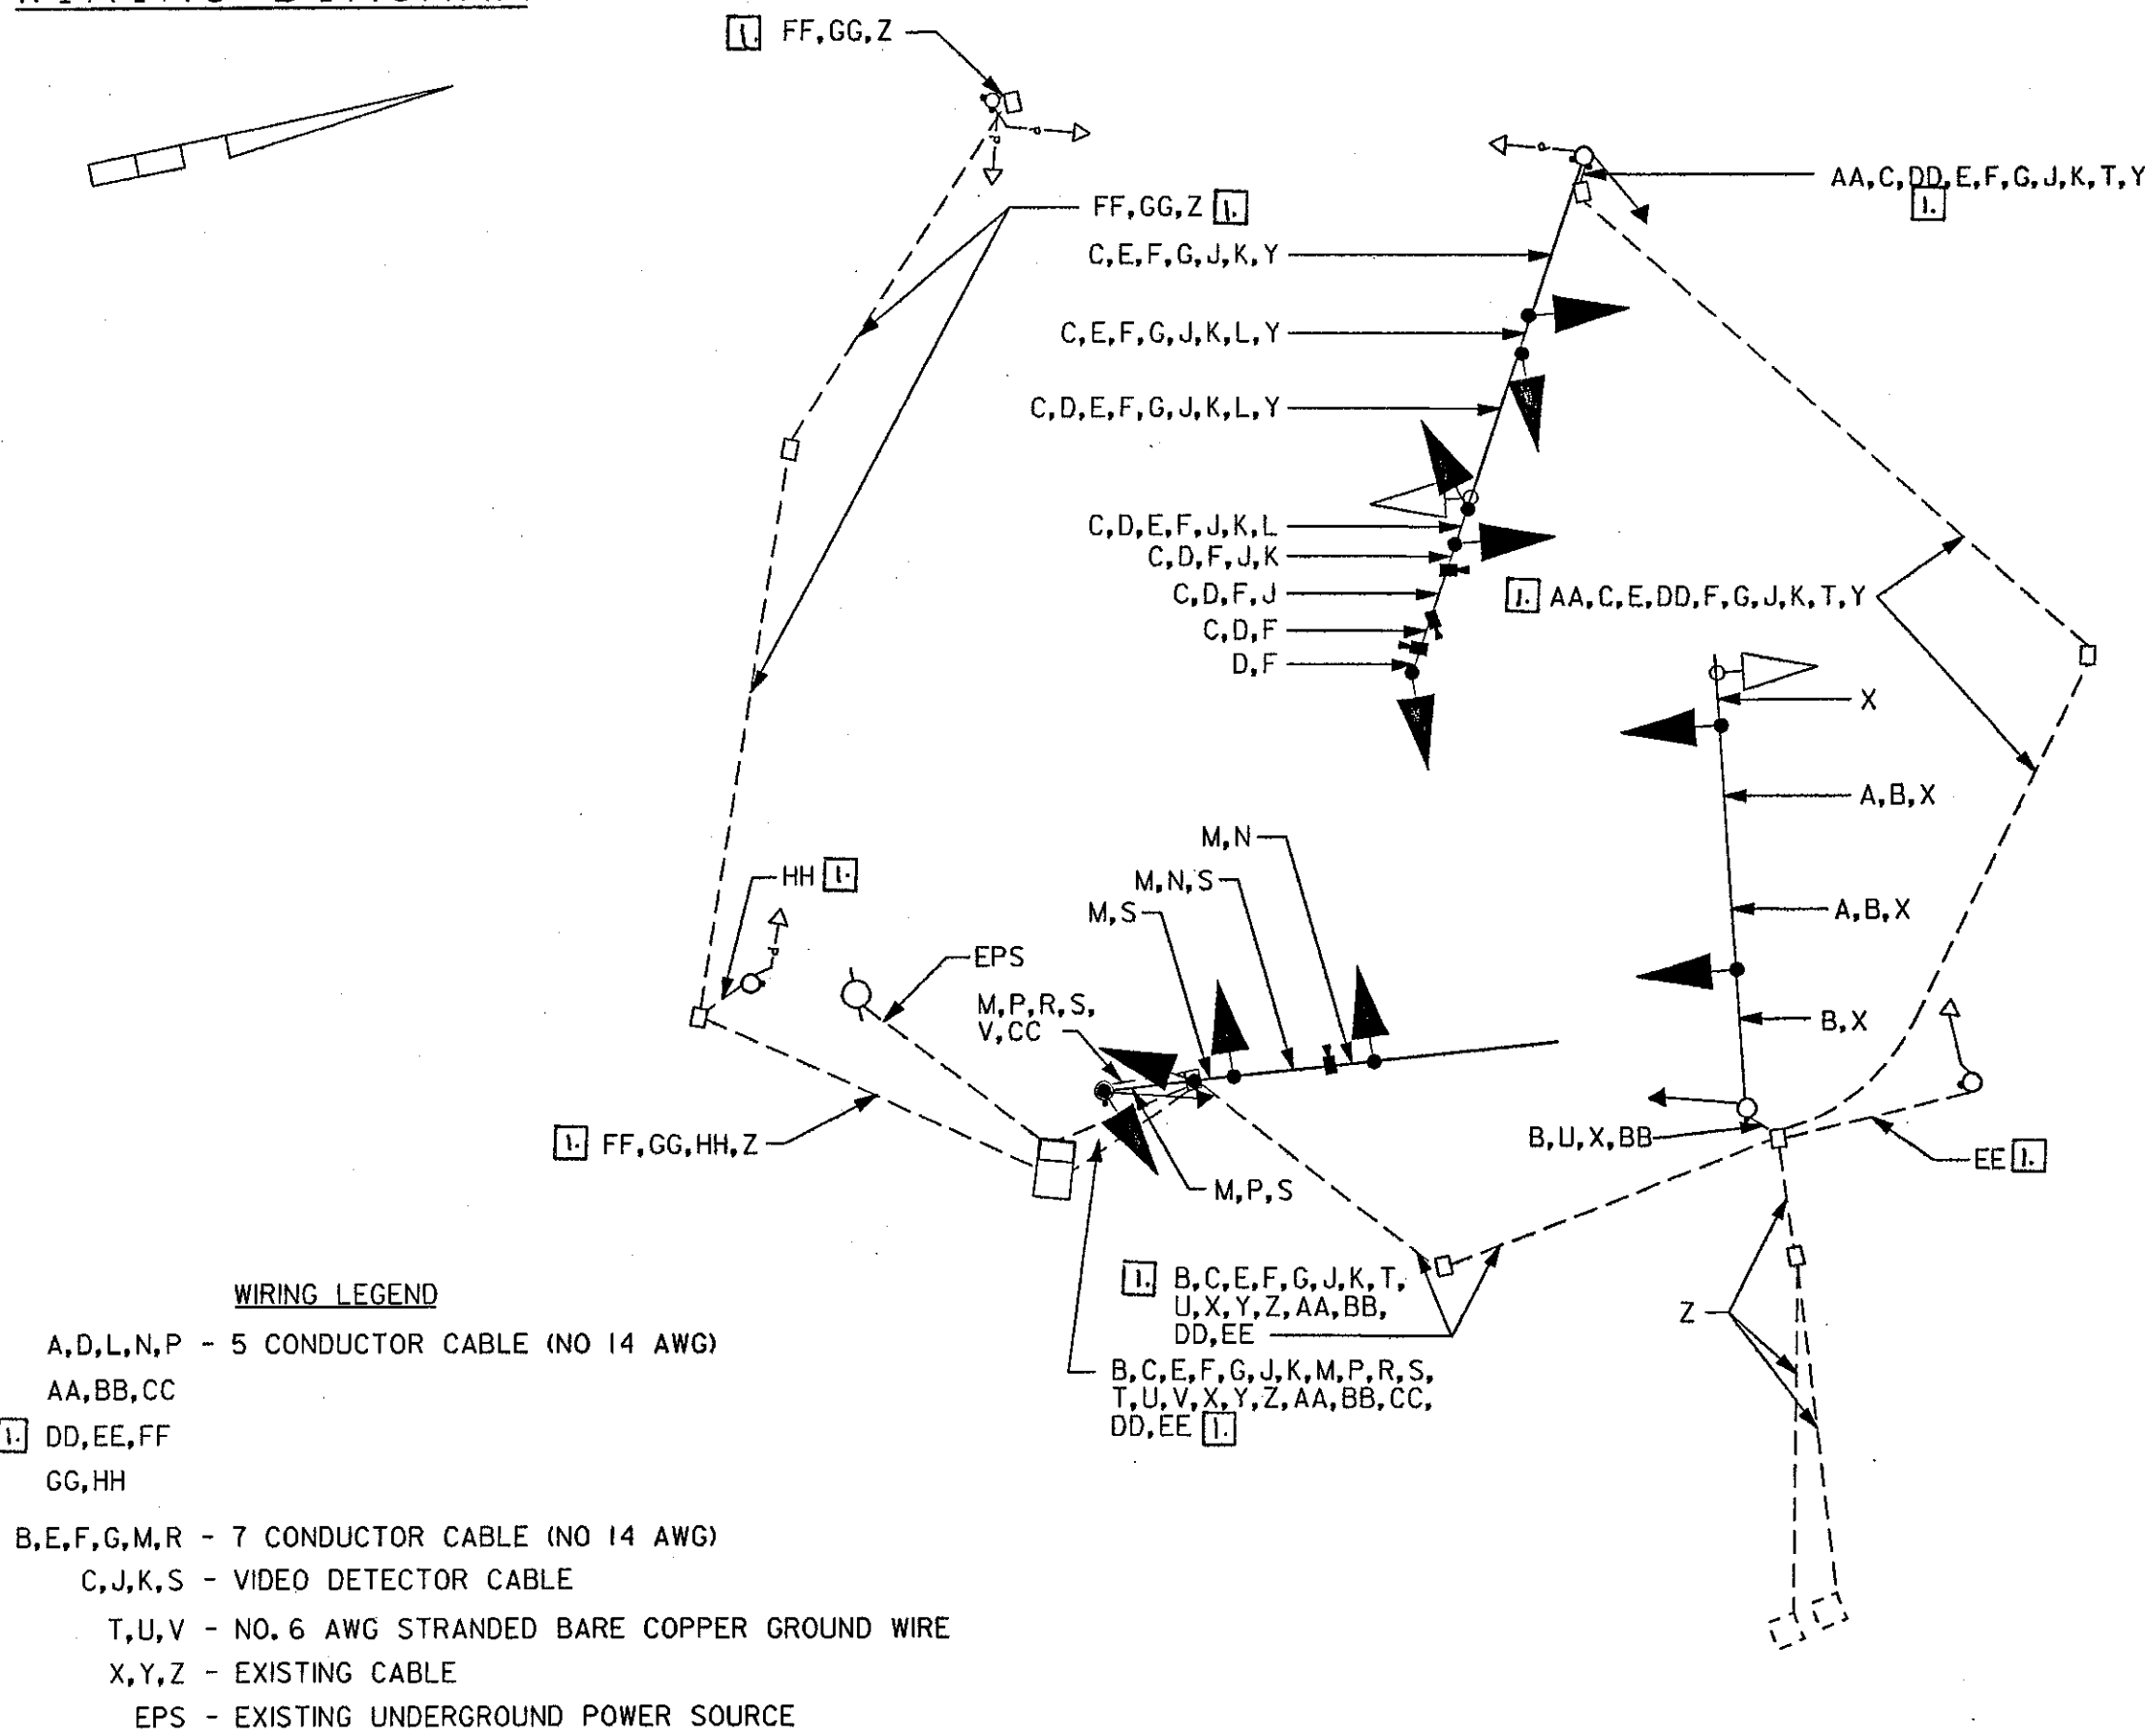 1. FF,GG,Z
AA,C,DD,E,F,G,J,K,T,Y
1.
FF,GG,Z 1.
C,E,F,G,J,K,Y
C,E,F,G,J,K,L,Y
C,D,E,F,G,J,K,L,Y
C,D,E,F,J,K,L
C,D,F,J,K
C,D,F,J
C,D,F
D,F
1. AA,C,E,DD,F,G,J,K,T,Y
X
A,B,X
A,B,X
B,X
M,N
M,N,S
M,S
HH 1.
EPS
M,P,R,S,
V,CC
1. FF,GG,HH,Z
M,P,S
B,U,X,BB
EE 1.
1. B,C,E,F,G,J,K,T,
U,X,Y,Z,AA,BB,
DD,EE
B,C,E,F,G,J,K,M,P,R,S,
T,U,V,X,Y,Z,AA,BB,CC,
DD,EE 1.
Z
WIRING LEGEND
A,D,L,N,P - 5 CONDUCTOR CABLE (NO 14 AWG)
AA,BB,CC
1. DD,EE,FF
GG,HH
B,E,F,G,M,R - 7 CONDUCTOR CABLE (NO 14 AWG)
C,J,K,S - VIDEO DETECTOR CABLE
T,U,V - NO. 6 AWG STRANDED BARE COPPER GROUND WIRE
X,Y,Z - EXISTING CABLE
EPS - EXISTING UNDERGROUND POWER SOURCE